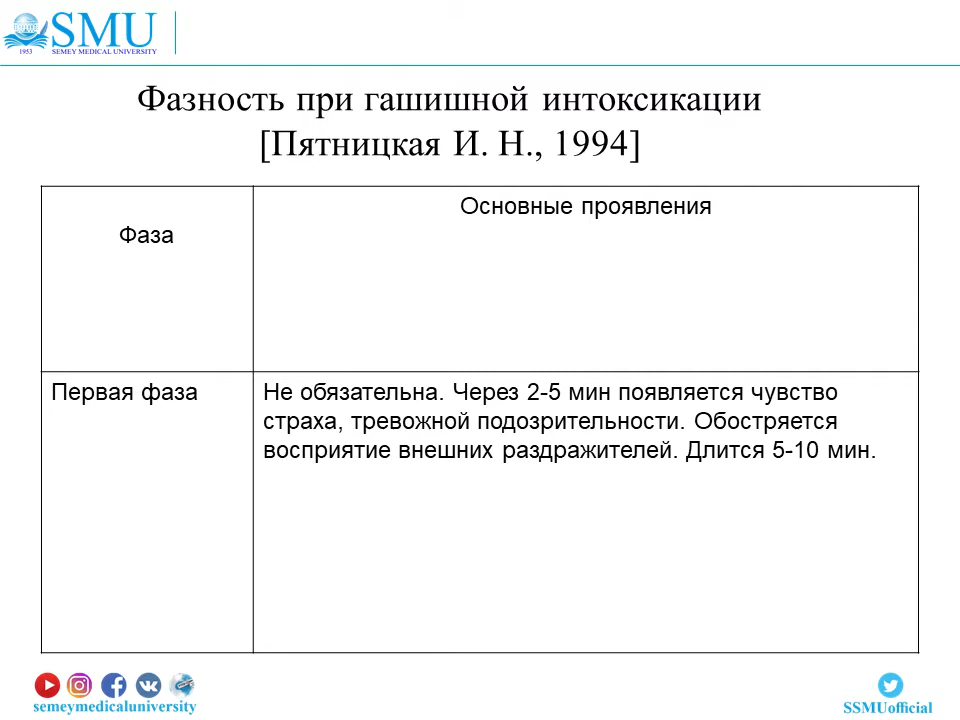 SMU
1953 SEMEY MEDICAL UNIVERSITY
Фазность при гашишной интоксикации
[Пятницкая И. Н., 1994]
Фаза
Основные проявления
Первая фаза
Не обязательна. Через 2-5 мин появляется чувство
страха, тревожной подозрительности. Обостряется
восприятие внешних раздражителей. Длится 5-10 мин.
semeymedicaluniversity
SSMUofficial